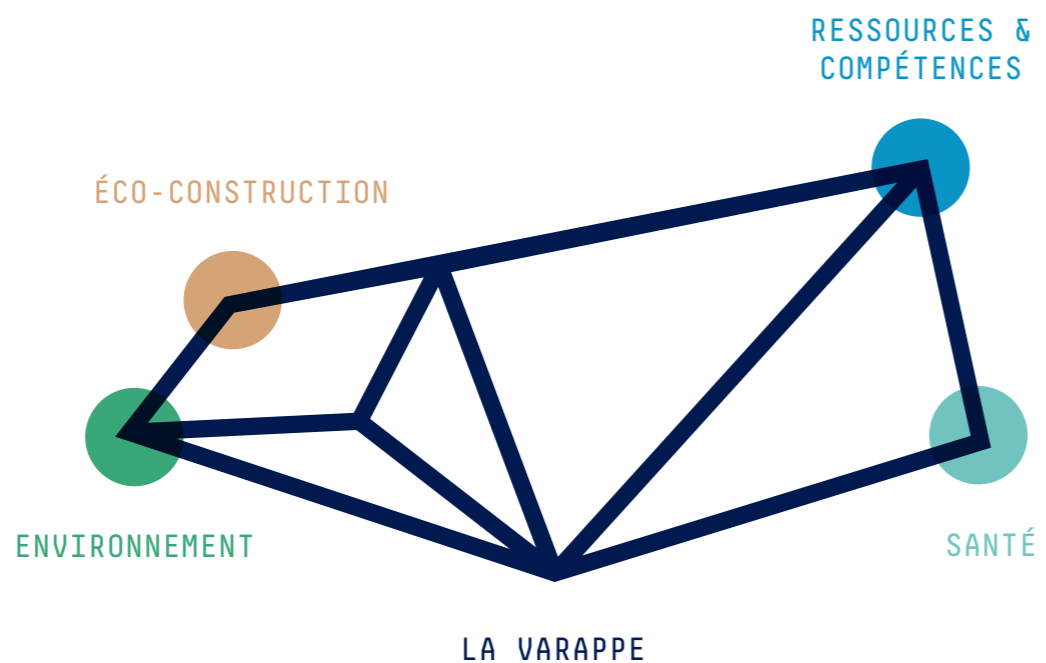 RESSOURCES &
COMPÉTENCES
ÉCO-CONSTRUCTION
ENVIRONNEMENT
SANTÉ
LA VARAPPE